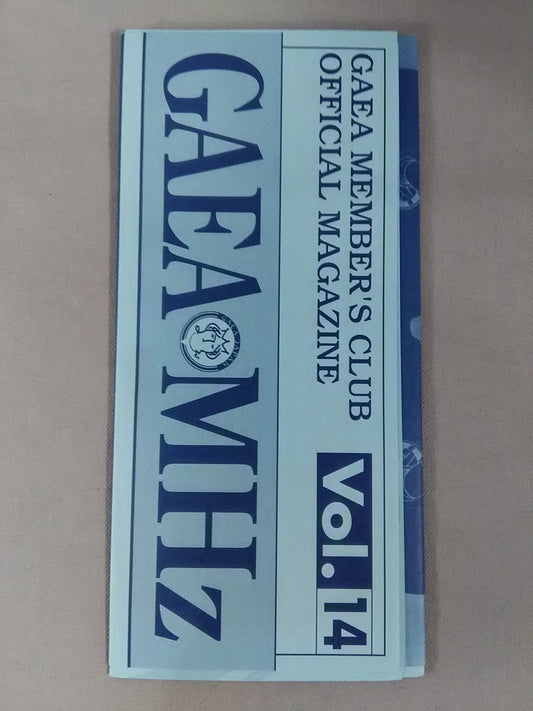 GAEA MEMBER'S CLUB
OFFICIAL MAGAZINE
Vol. 14
GAEA MHz